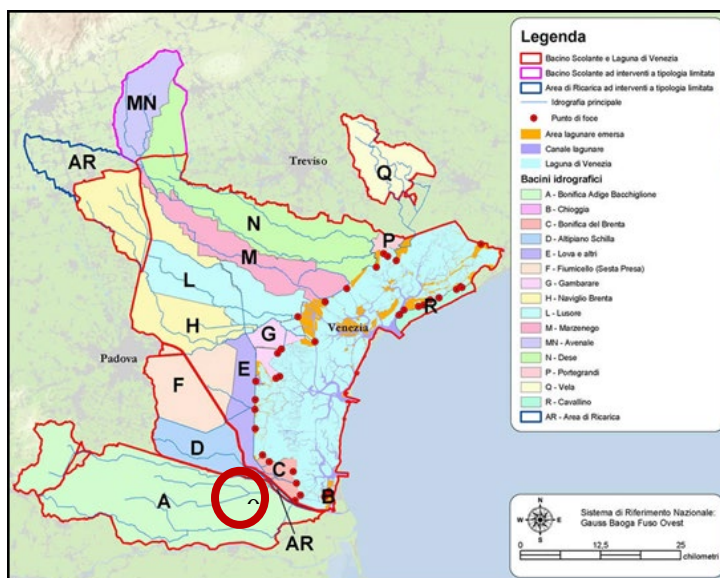 MN
AR
Treviso
Q
N
P
M
L
R
Venezia
H
G
Padova
E
F
D
C
A
B
AR
Legenda
Bacino Scolante e Laguna di Venezia
Bacino Scolante ad interventi a tipologia limitata
Area di Ricarica ad interventi a tipologia limitata
Idrografia principale
Punto di foce
Area lagunare emersa
Canale lagunare
Laguna di Venezia
Bacini idrografici
A - Bonifica Adige Bacchiglione
B - Chioggia
C - Bonifica del Brenta
D - Altipiano Schilla
E - Lova e altri
F - Fiumicello (Sesta Presa)
G - Gambarare
H - Naviglio Brenta
L - Lusore
M - Marzenego
MN - Avenale
N - Dese
P - Portegrandi
Q - Vela
R - Cavallino
AR - Area di Ricarica
N
W E
S
Sistema di Riferimento Nazionale:
Gauss Baoga Fuso Ovest
0 12,5 25
chilometri